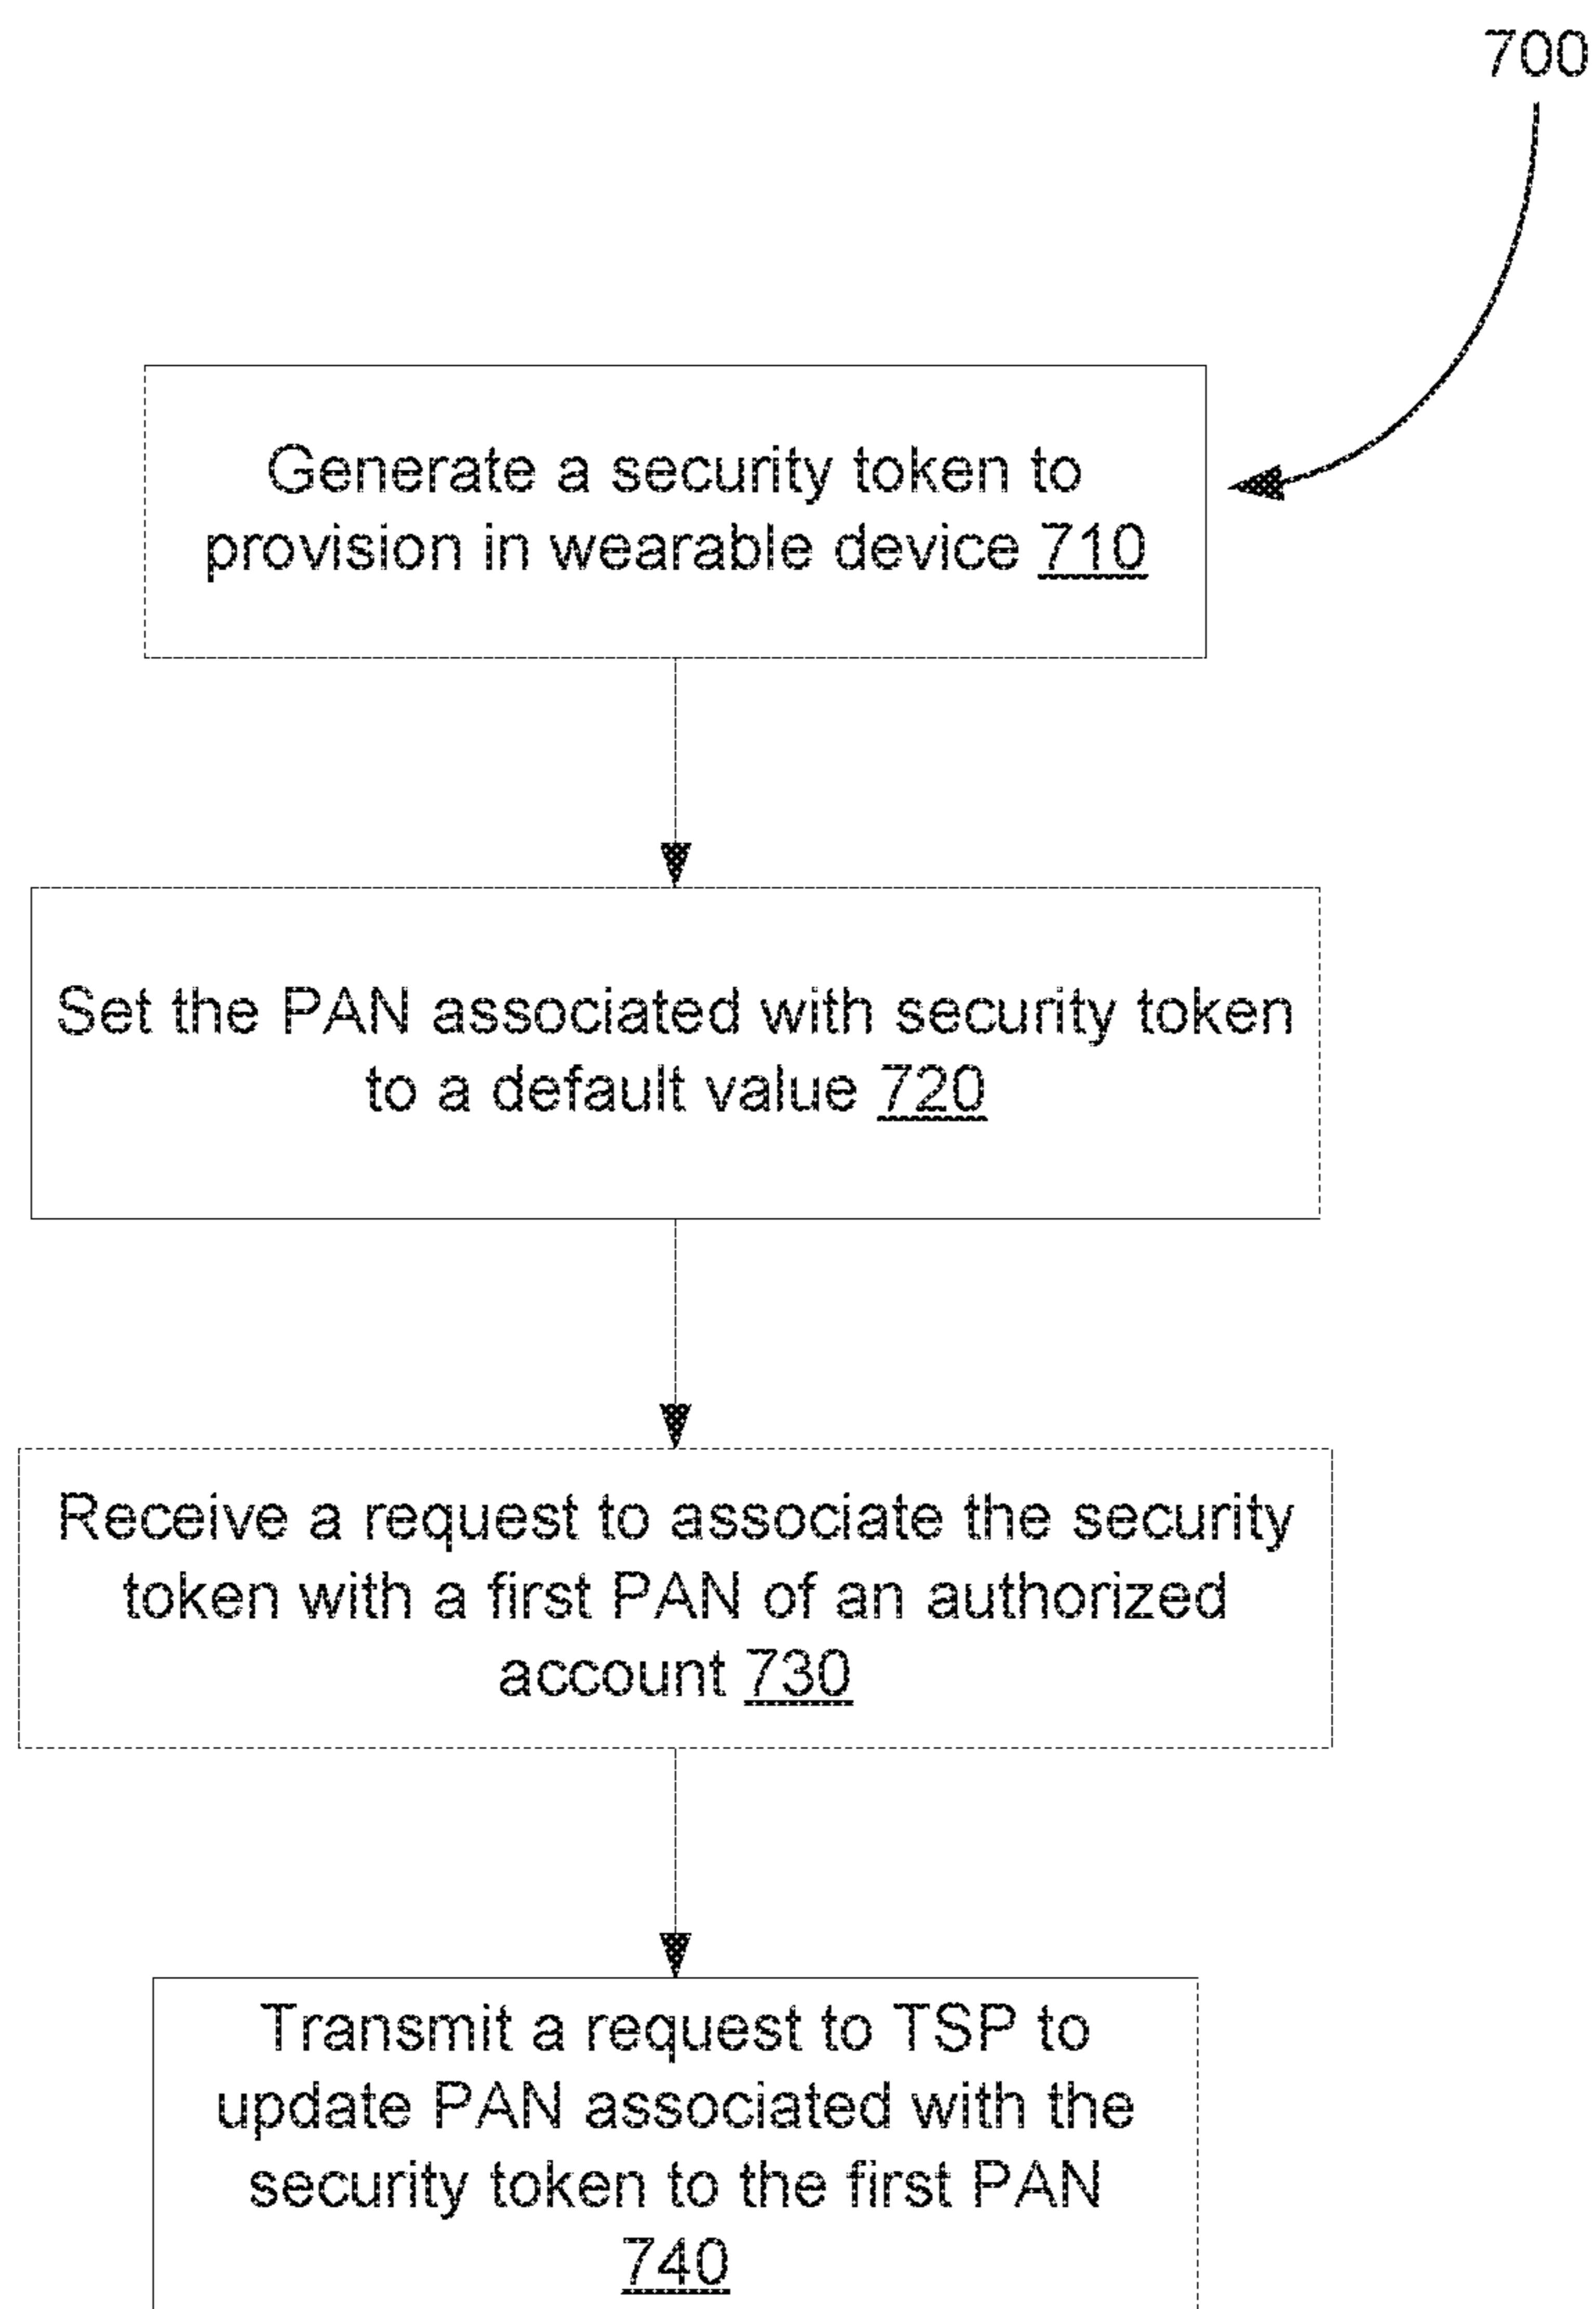 700
Generate a security token to
provision in wearable device 710
Set the PAN associated with security token
to a default value 720
Receive a request to associate the security
token with a first PAN of an authorized
account 730
Transmit a request to TSP to
update PAN associated with the
security token to the first PAN
740